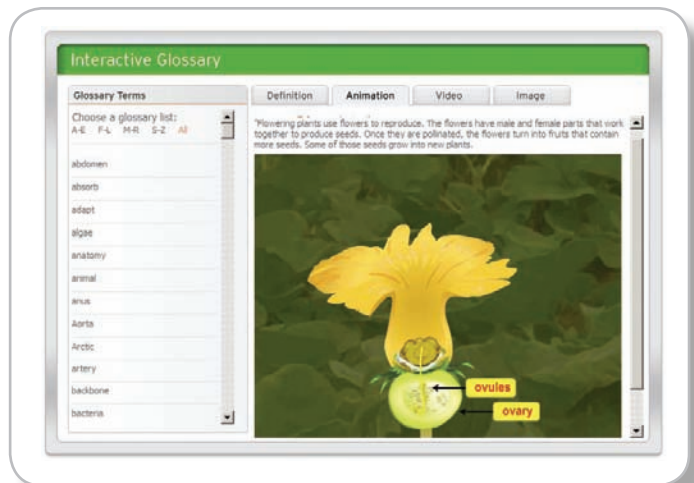 Interactive Glossary
Glossary Terms
Choose a glossary list:
A-E F-L M-R S-Z All
abdomen
absorb
adapt
algae
anatomy
animal
anus
Aorta
Arctic
artery
backbone
bacteria
Definition Animation Video Image
"Flowering plants use flowers to reproduce. The flowers have male and female parts that work
together to produce seeds. Once they are polinated, the flowers turn into fruits that contain
more seeds. Some of those seeds grow into new plants.
ovules
ovary